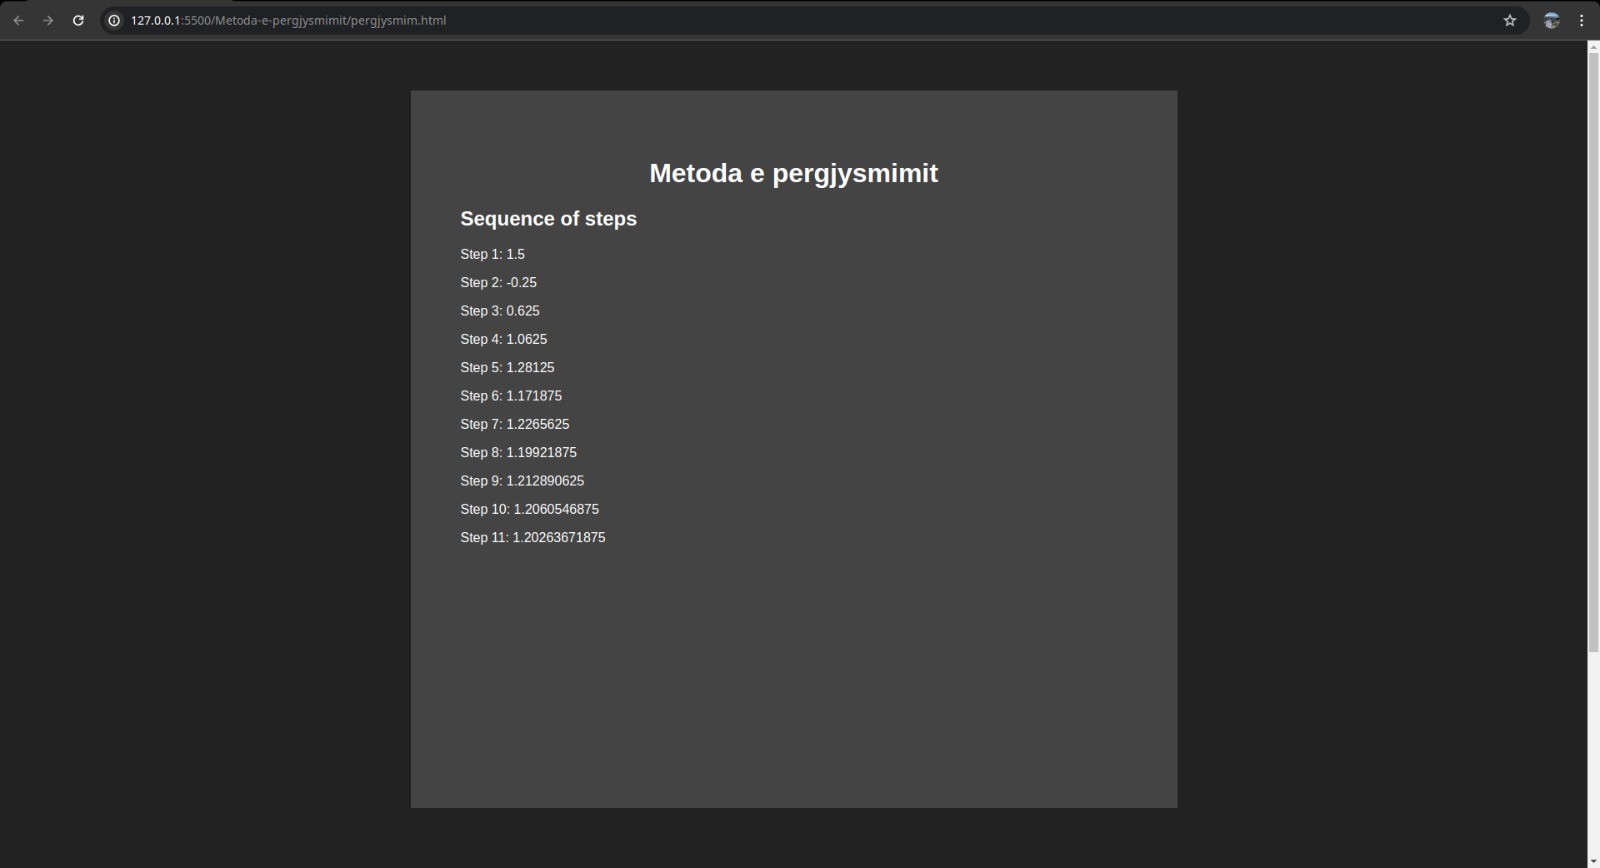 127.0.0.1:5500/Metoda-e-pergjysmimit/pergjysmim.html
Metoda e pergjysmimit
Sequence of steps
Step 1: 1.5
Step 2: -0.25
Step 3: 0.625
Step 4: 1.0625
Step 5: 1.28125
Step 6: 1.171875
Step 7: 1.2265625
Step 8: 1.19921875
Step 9: 1.212890625
Step 10: 1.2060546875
Step 11: 1.20263671875